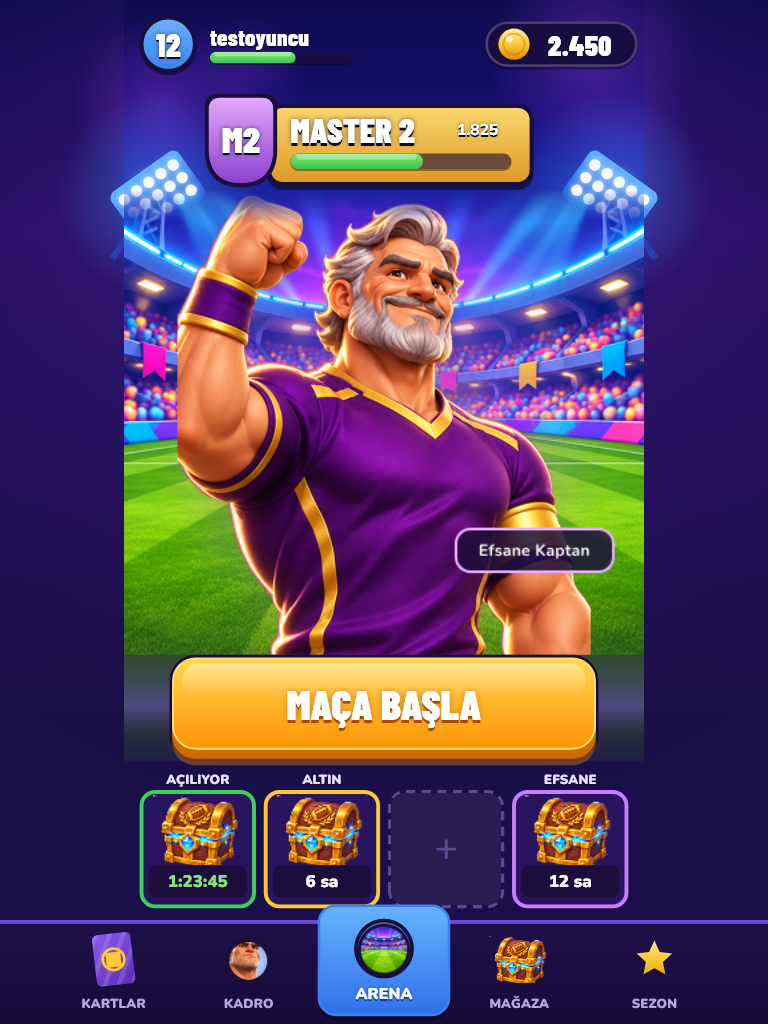 12
testoyuncu
2.450
M2
MASTER 2
1.825
Efsane Kaptan
MAÇA BAŞLA
AÇILIYOR
ALTIN
EFSANE
+
1:23:45
6 sa
12 sa
KARTLAR
KADRO
ARENA
MAĞAZA
SEZON